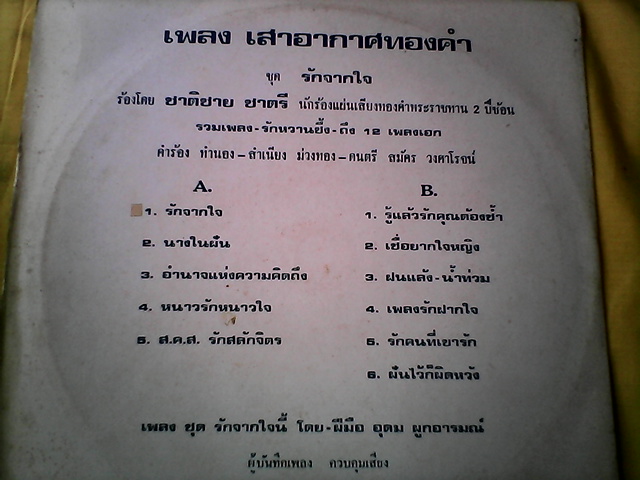 เพลง เสาอากาศทองคำ
ชุด รักจากใจ
ร้องโดย ชาติชาย ชาตรี นักร้องแผ่นเสียงทองคำพระราชทาน 2 ปีซ้อน
รวมเพลง-รักหวานซึ้ง-ถึง 12 เพลงเอก
คำร้อง ทำนอง-สำเนียง ม่วงทอง-ดนตรี สมัคร วงศาโรจน์
A.
1. รักจากใจ
2. นางในฝัน
3. อำนาจแห่งความคิดถึง
4. หนาวรักหนาวใจ
5. ส.ค.ส. รักสลักจิตร
B.
1. รู้แล้วรักคุณต้องช้ำ
2. เชื่อยากใจหญิง
3. ฝนแล้ง-น้ำท่วม
4. เพลงรักฝากใจ
5. รักคนที่เขารัก
6. ฝันไว้ก็ผิดหวัง
เพลง ชุด รักจากใจนี้ โดย-ฝีมือ อุดม ผูกอารมณ์
ผู้บันทึกเพลง ควบคุมเสียง